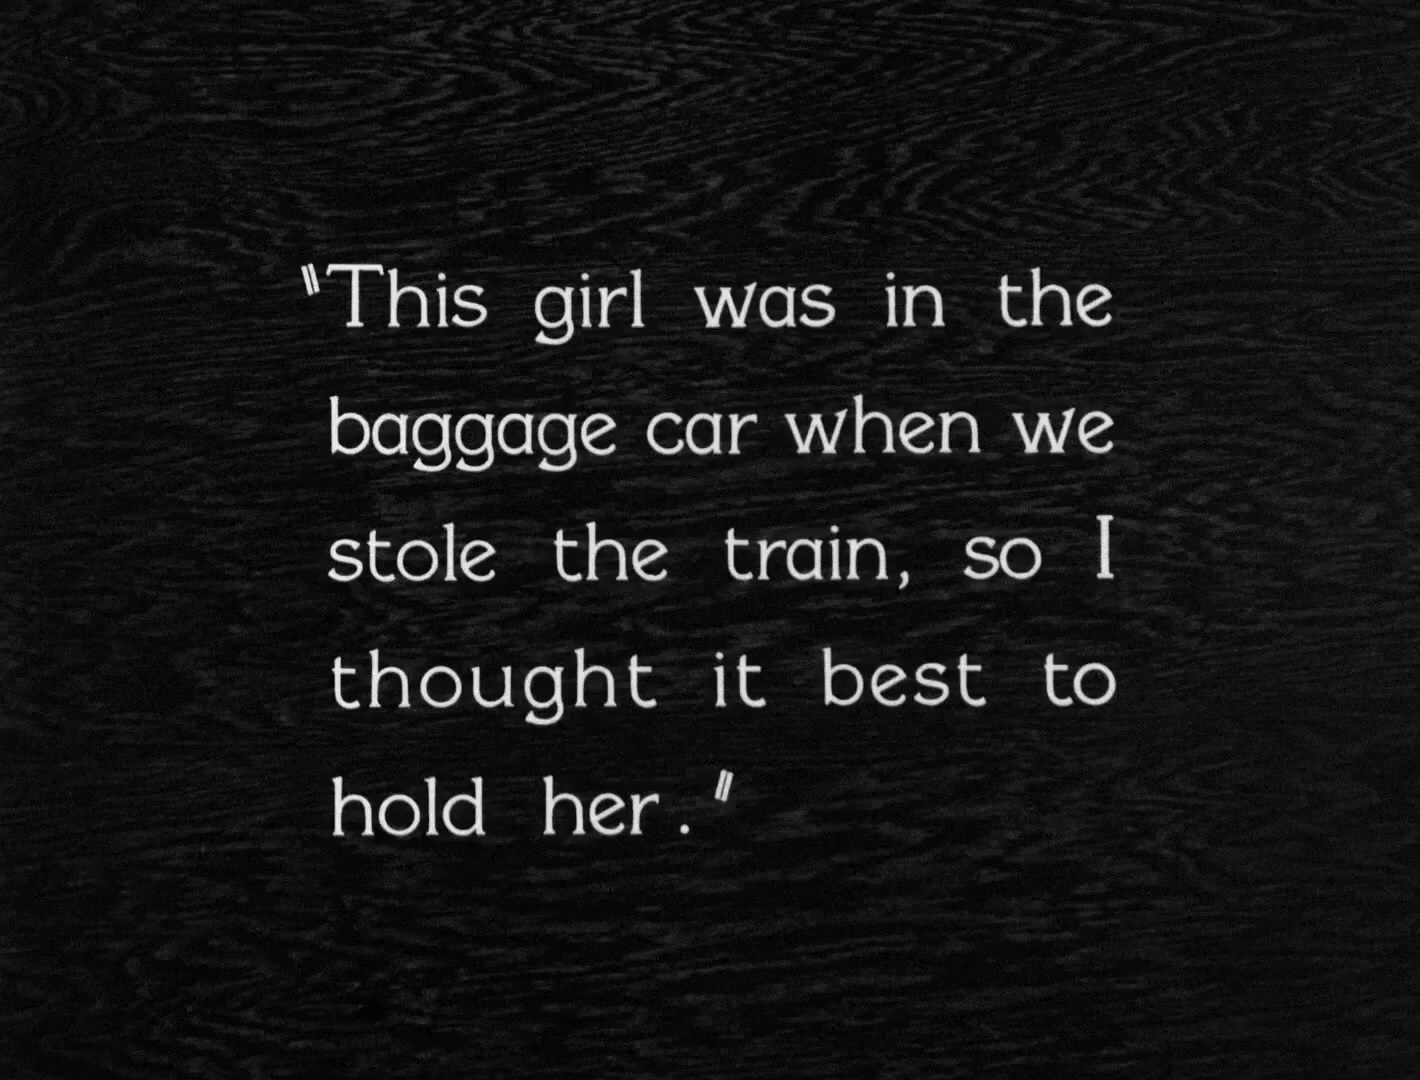 "This girl was in the
baggage car when we
stole the train, so I
thought it best to
hold her."